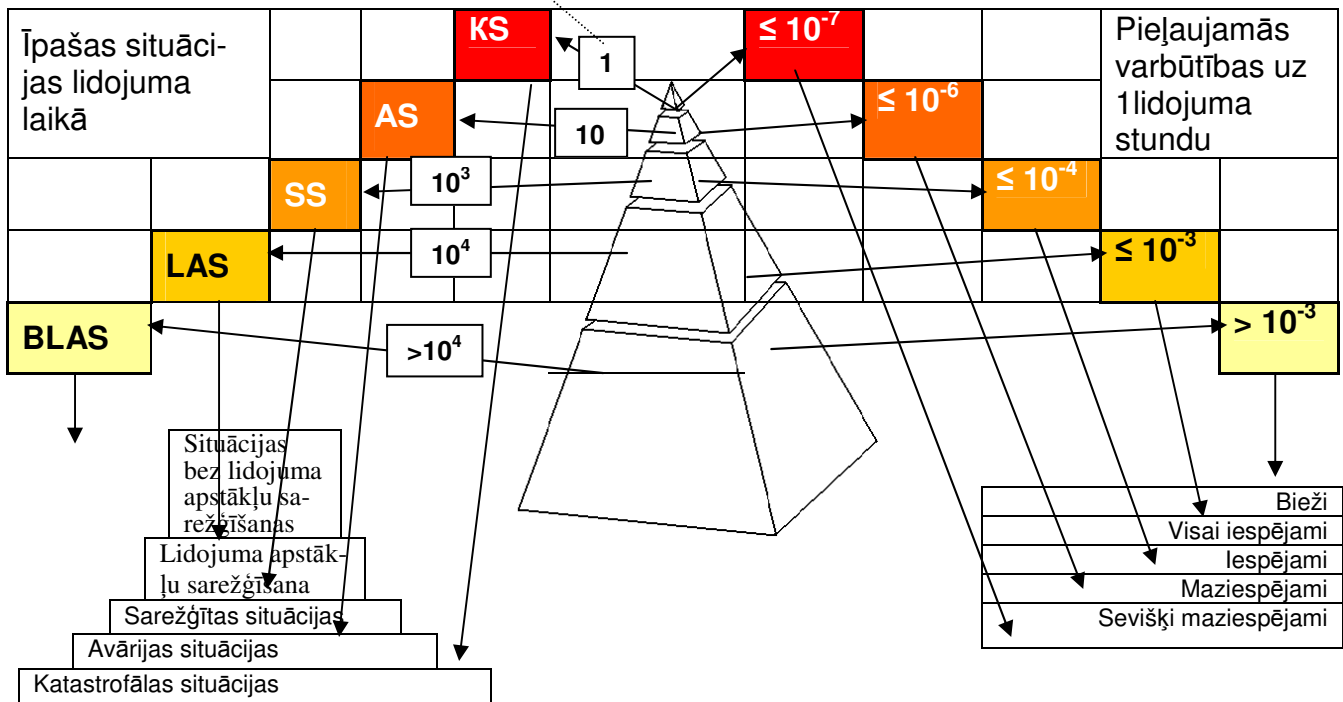 Īpašas situāci-
jas lidojuma
laikā
KS
1
≤ 10⁻⁷
Pieļaujamās
varbūtības uz
1lidojuma
stundu
AS
10
≤ 10⁻⁶
SS
10³
≤ 10⁻⁴
LAS
10⁴
≤ 10⁻³
BLAS
>10⁴
> 10⁻³
Situācijas
bez lidojuma
apstākļu sa-
režģīšanas
Lidojuma apstāk-
ļu sarežģīšana
Sarežģītas situācijas
Avārijas situācijas
Katastrofālas situācijas
Bieži
Visai iespējami
Iespējami
Maziespējami
Sevišķi maziespējami